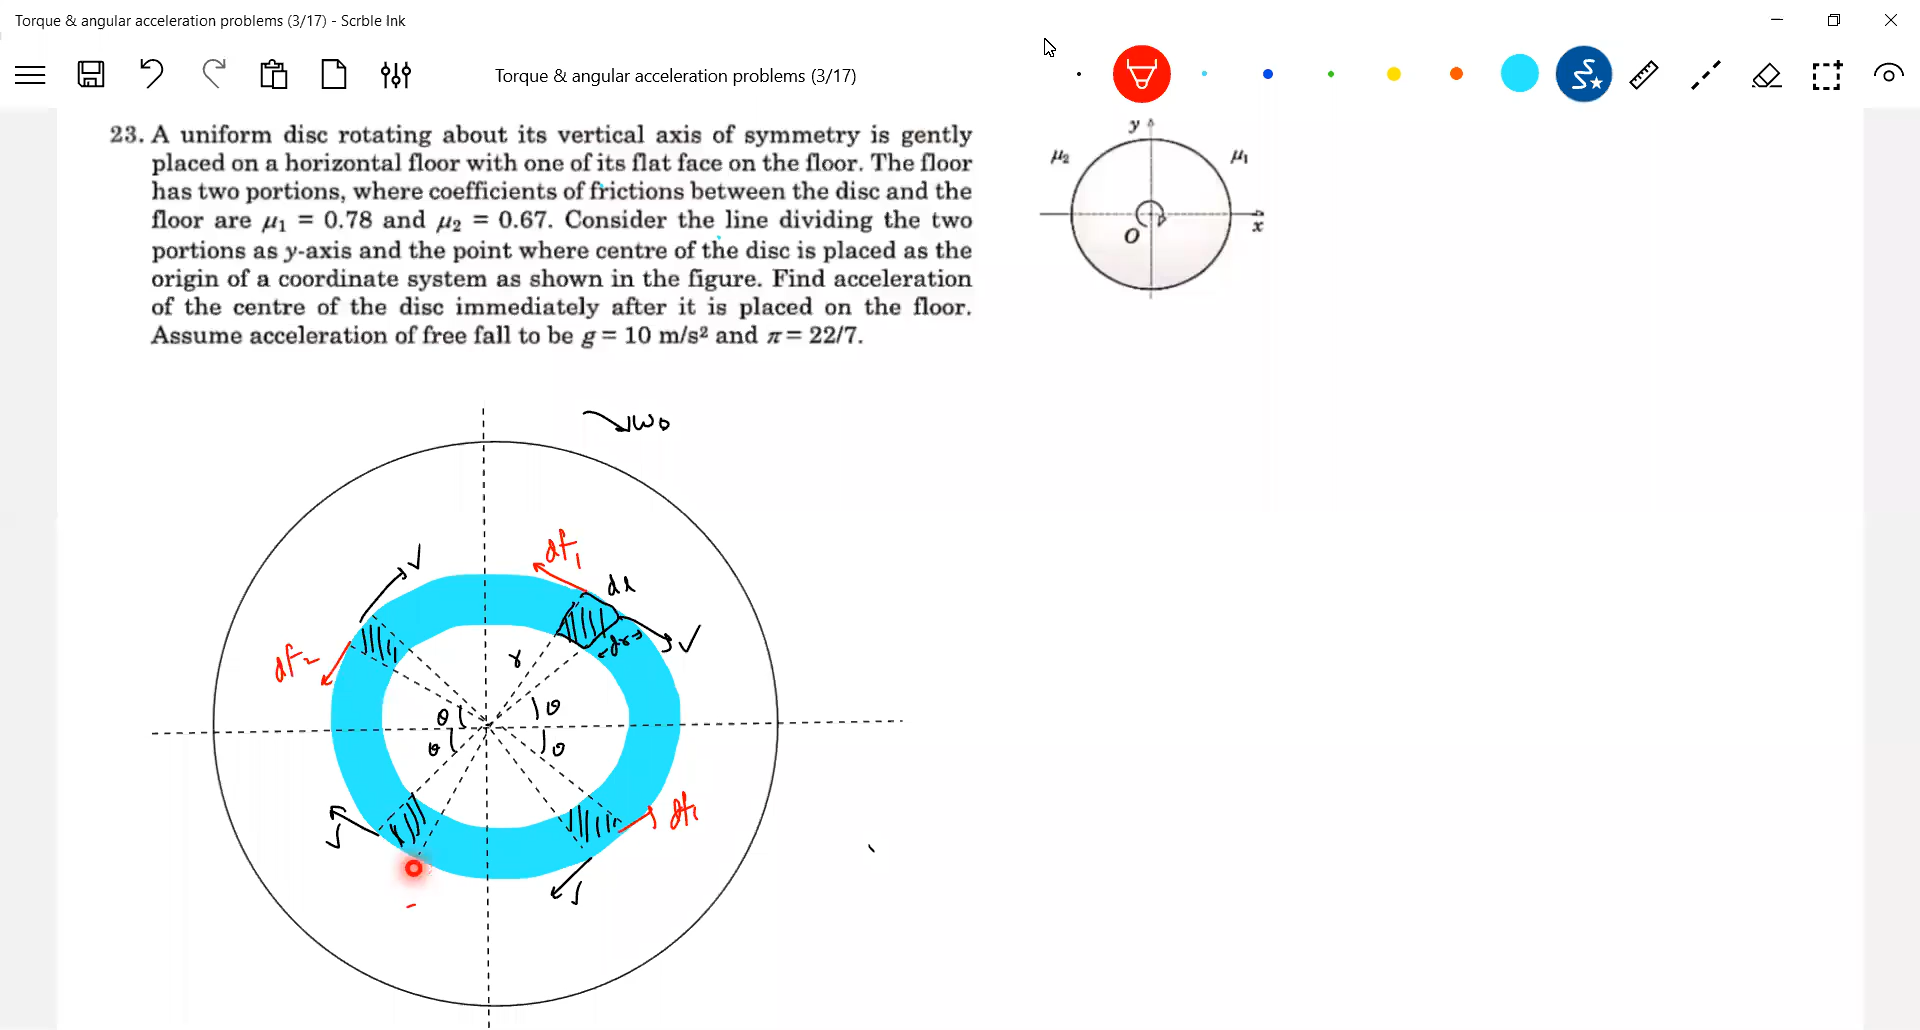 Torque & angular acceleration problems (3/17) - Scrble Ink
Torque & angular acceleration problems (3/17)
23. A uniform disc rotating about its vertical axis of symmetry is gently
placed on a horizontal floor with one of its flat face on the floor. The floor
has two portions, where coefficients of frictions between the disc and the
floor are μ₁ = 0.78 and μ₂ = 0.67. Consider the line dividing the two
portions as y-axis and the point where centre of the disc is placed as the
origin of a coordinate system as shown in the figure. Find acceleration
of the centre of the disc immediately after it is placed on the floor.
Assume acceleration of free fall to be g = 10 m/s² and π = 22/7.
y
μ₂
μ₁
O
x
ω₀
v
df₁
dl
v
dr
df₂
r
θ
θ
θ
θ
df₁
v
v